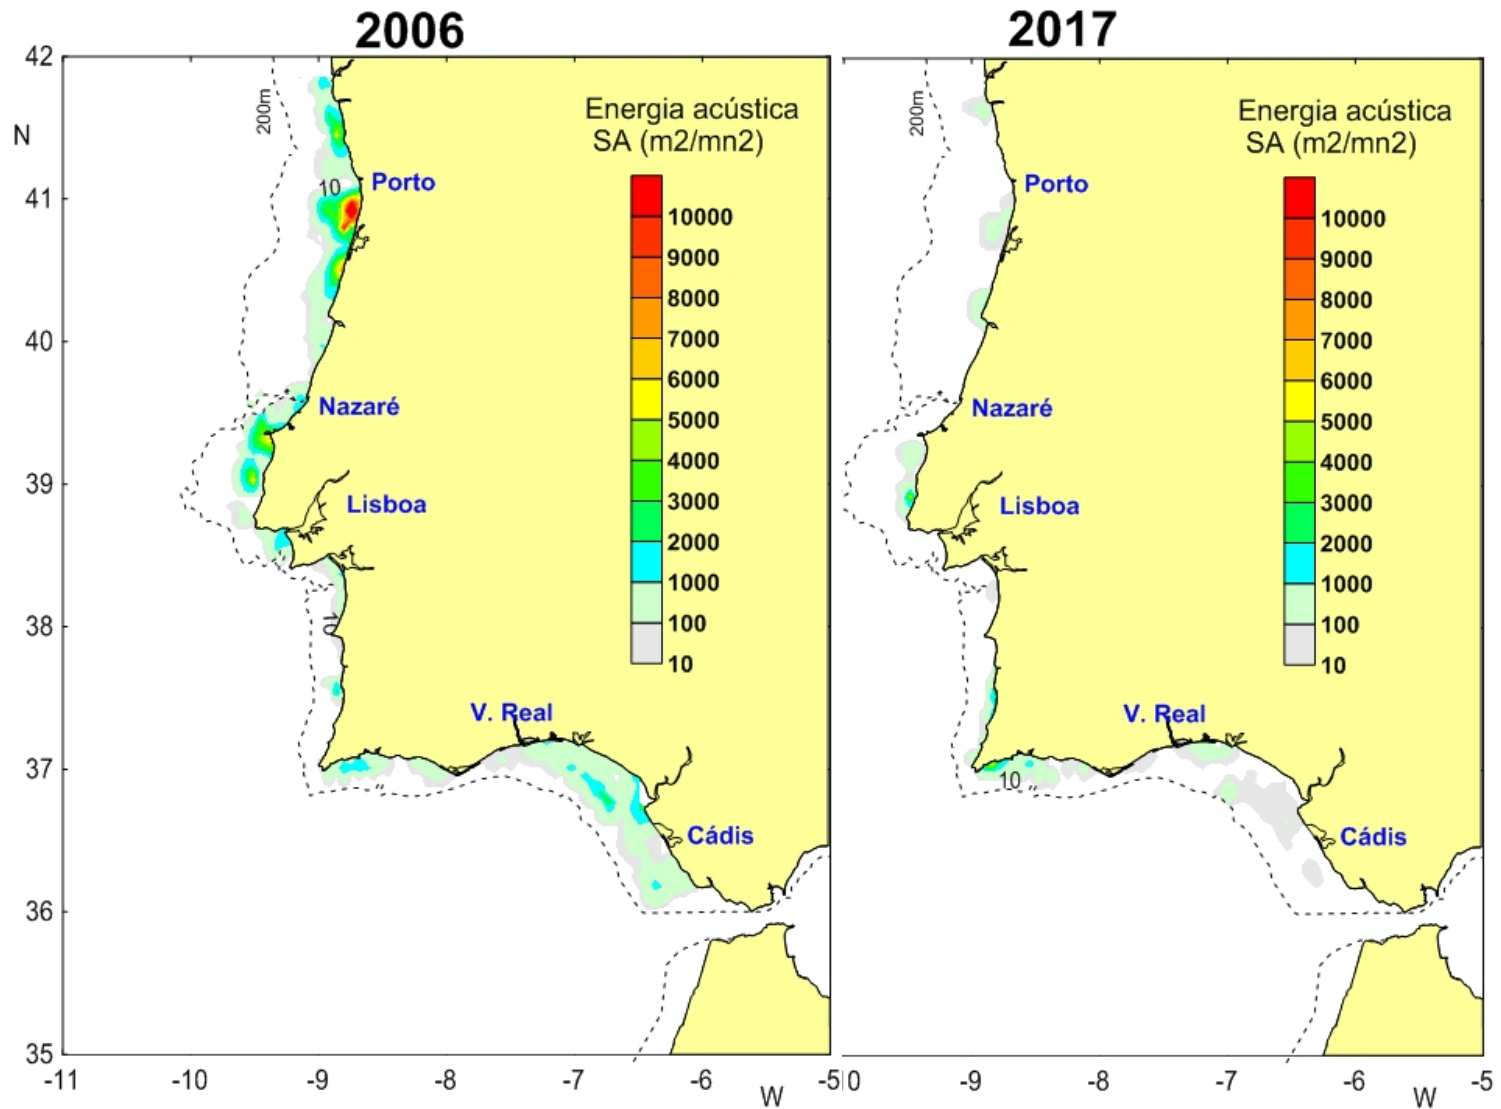 2006
42
N
41
40
39
38
37
36
35
-11
-10
-9
-8
-7
-6
W
-5
200m
10
Porto
Nazaré
Lisboa
10
V. Real
Cádis
Energia acústica
SA (m2/mn2)
10000
9000
8000
7000
6000
5000
4000
3000
2000
1000
100
10
2017
200m
Porto
Nazaré
Lisboa
V. Real
10
Cádis
Energia acústica
SA (m2/mn2)
10000
9000
8000
7000
6000
5000
4000
3000
2000
1000
100
10
0
-9
-8
-7
-6
W
-5